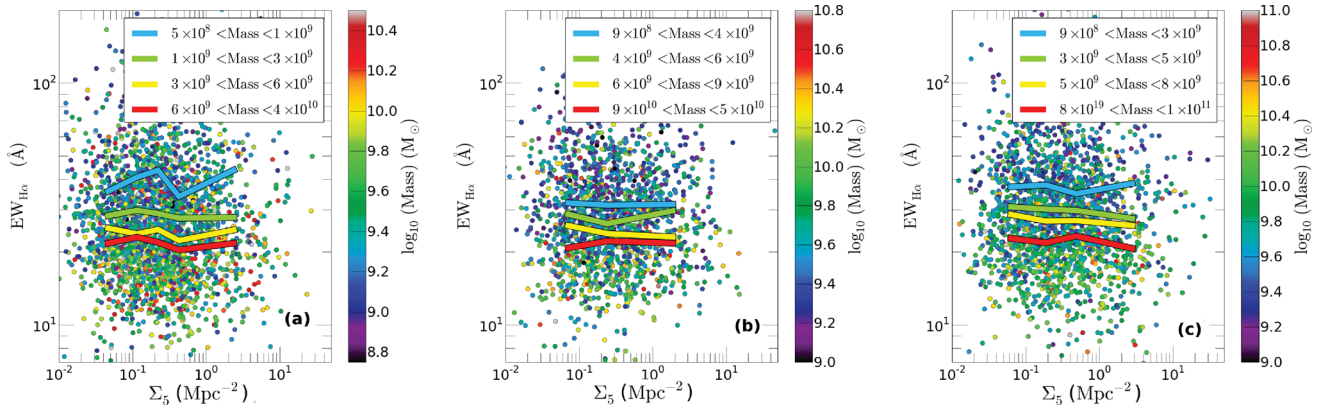 5 × 10⁸ <Mass <1 × 10⁹
1 × 10⁹ <Mass <3 × 10⁹
3 × 10⁹ <Mass <6 × 10⁹
6 × 10⁹ <Mass <4 × 10¹⁰
10²
10¹
EW_Hα (Å)
(a)
10⁻² 10⁻¹ 10⁰ 10¹
Σ₅ (Mpc⁻²)
10.4
10.2
10.0
9.8
9.6
9.4
9.2
9.0
8.8
log₁₀ (Mass) (M☉)
9 × 10⁸ <Mass <4 × 10⁹
4 × 10⁹ <Mass <6 × 10⁹
6 × 10⁹ <Mass <9 × 10⁹
9 × 10¹⁰ <Mass <5 × 10¹⁰
10²
10¹
EW_Hα (Å)
(b)
10⁻² 10⁻¹ 10⁰ 10¹
Σ₅ (Mpc⁻²)
10.8
10.6
10.4
10.2
10.0
9.8
9.6
9.4
9.2
9.0
log₁₀ (Mass) (M☉)
9 × 10⁸ <Mass <3 × 10⁹
3 × 10⁹ <Mass <5 × 10⁹
5 × 10⁹ <Mass <8 × 10⁹
8 × 10¹⁹ <Mass <1 × 10¹¹
10²
10¹
EW_Hα (Å)
(c)
10⁻² 10⁻¹ 10⁰ 10¹
Σ₅ (Mpc⁻²)
11.0
10.8
10.6
10.4
10.2
10.0
9.8
9.6
9.4
9.2
9.0
log₁₀ (Mass) (M☉)